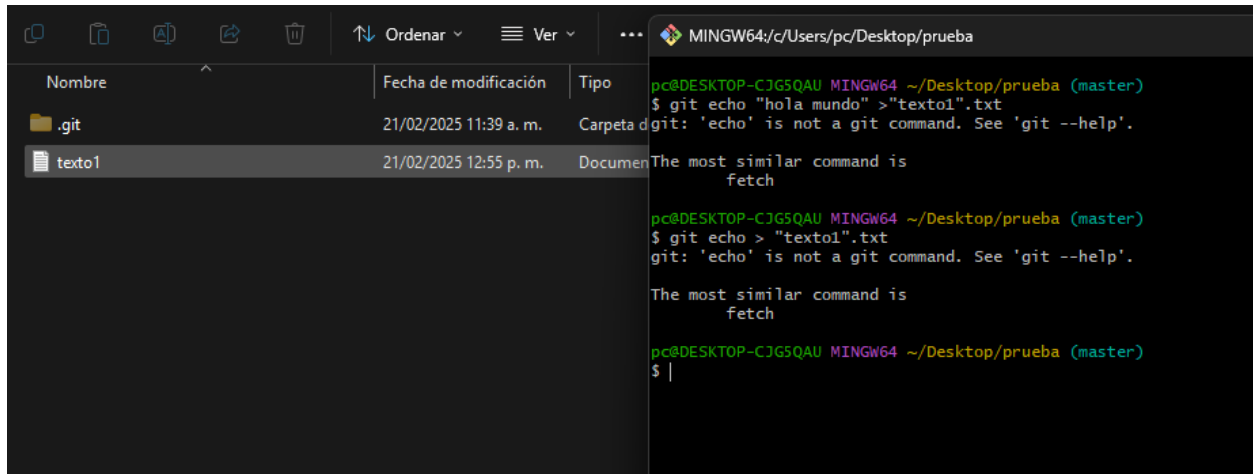 Ordenar
Ver
Nombre
Fecha de modificación
Tipo
.git
21/02/2025 11:39 a. m.
Carpeta d
texto1
21/02/2025 12:55 p. m.
Documen
MINGW64:/c/Users/pc/Desktop/prueba
pc@DESKTOP-CJG5QAU MINGW64 ~/Desktop/prueba (master)
$ git echo "hola mundo" >"texto1".txt
git: 'echo' is not a git command. See 'git --help'.
The most similar command is
fetch
pc@DESKTOP-CJG5QAU MINGW64 ~/Desktop/prueba (master)
$ git echo > "texto1".txt
git: 'echo' is not a git command. See 'git --help'.
The most similar command is
fetch
pc@DESKTOP-CJG5QAU MINGW64 ~/Desktop/prueba (master)
$